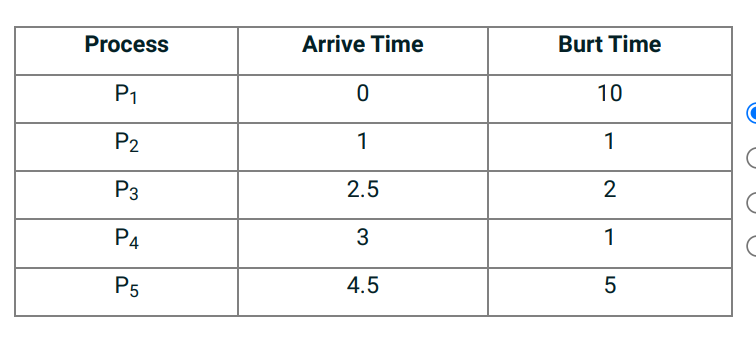 Process Arrive Time Burt Time
P1 0 10
P2 1 1
P3 2.5 2
P4 3 1
P5 4.5 5